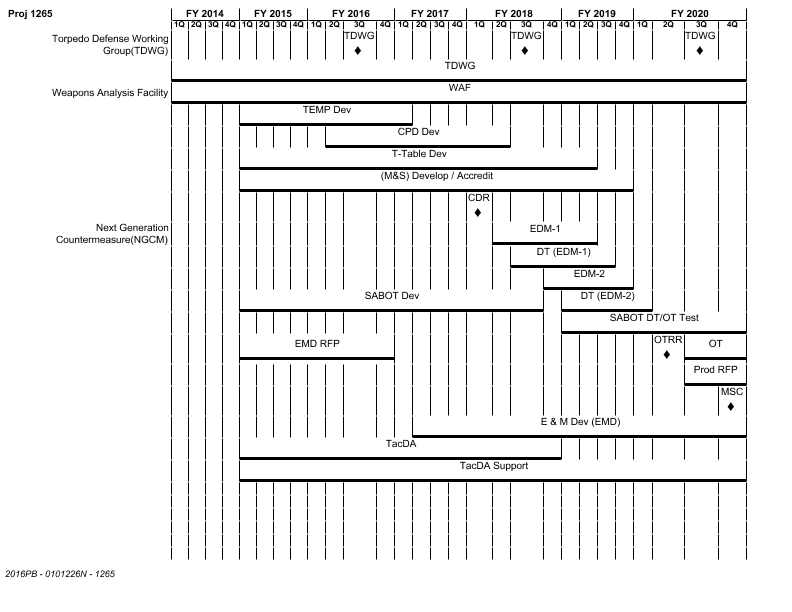 Proj 1265
FY 2014 FY 2015 FY 2016 FY 2017 FY 2018 FY 2019 FY 2020
1Q 2Q 3Q 4Q 1Q 2Q 3Q 4Q 1Q 2Q 3Q 4Q 1Q 2Q 3Q 4Q 1Q 2Q 3Q 4Q 1Q 2Q 3Q 4Q 1Q 2Q 3Q 4Q
Torpedo Defense Working
Group(TDWG)
TDWG TDWG TDWG
TDWG
Weapons Analysis Facility
WAF
TEMP Dev
CPD Dev
T-Table Dev
(M&S) Develop / Accredit
CDR
Next Generation
Countermeasure(NGCM)
EDM-1
DT (EDM-1)
EDM-2
SABOT Dev DT (EDM-2)
SABOT DT/OT Test
EMD RFP OTRR OT
Prod RFP
MSC
E & M Dev (EMD)
TacDA
TacDA Support
2016PB - 0101226N - 1265